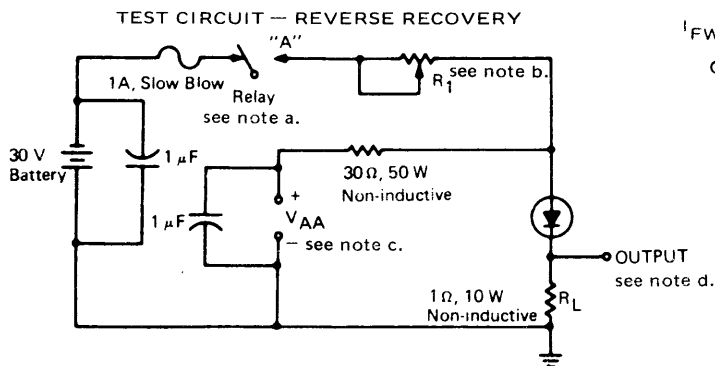 TEST CIRCUIT — REVERSE RECOVERY
IFW
"A"
1A, Slow Blow
Relay
see note a.
R1
see note b.
30 V
Battery
1 μF
1 μF
30 Ω, 50 W
Non-inductive
+
VAA
– see note c.
OUTPUT
see note d.
1 Ω, 10 W
Non-inductive
RL